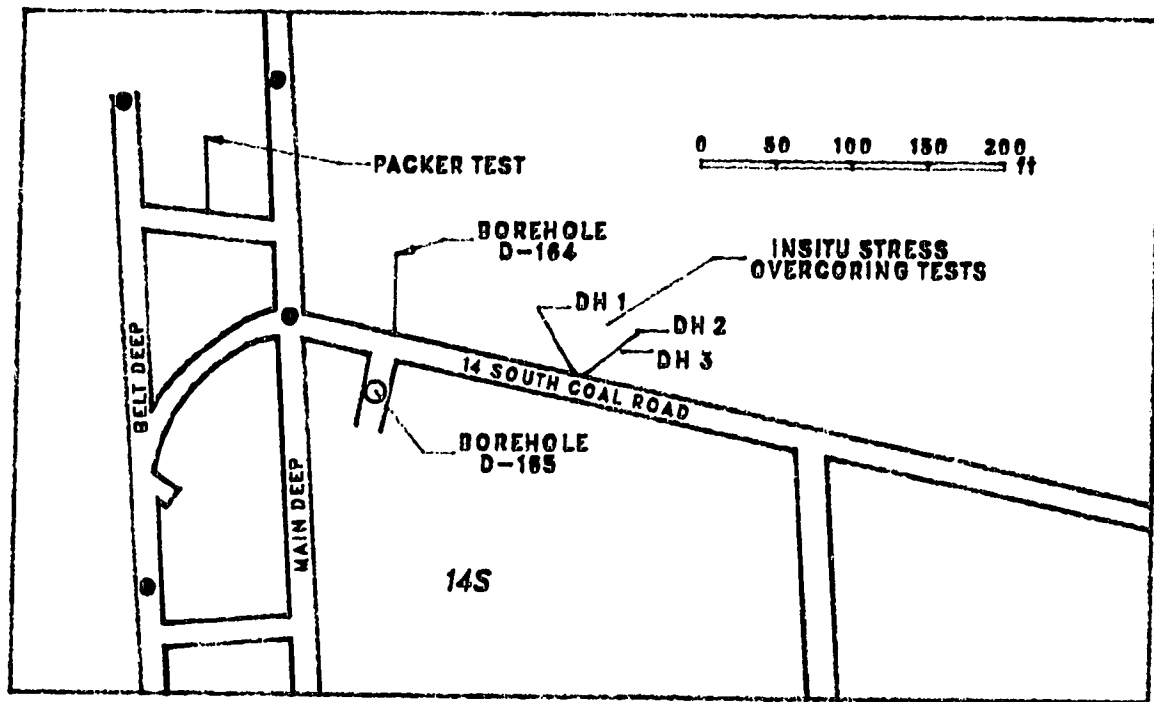 0 50 100 150 200
ft
PACKER TEST
BOREHOLE
D-164
INSITU STRESS
OVERCORING TESTS
DH 1
DH 2
DH 3
14 SOUTH COAL ROAD
BELT DEEP
BOREHOLE
D-165
MAIN DEEP
14S